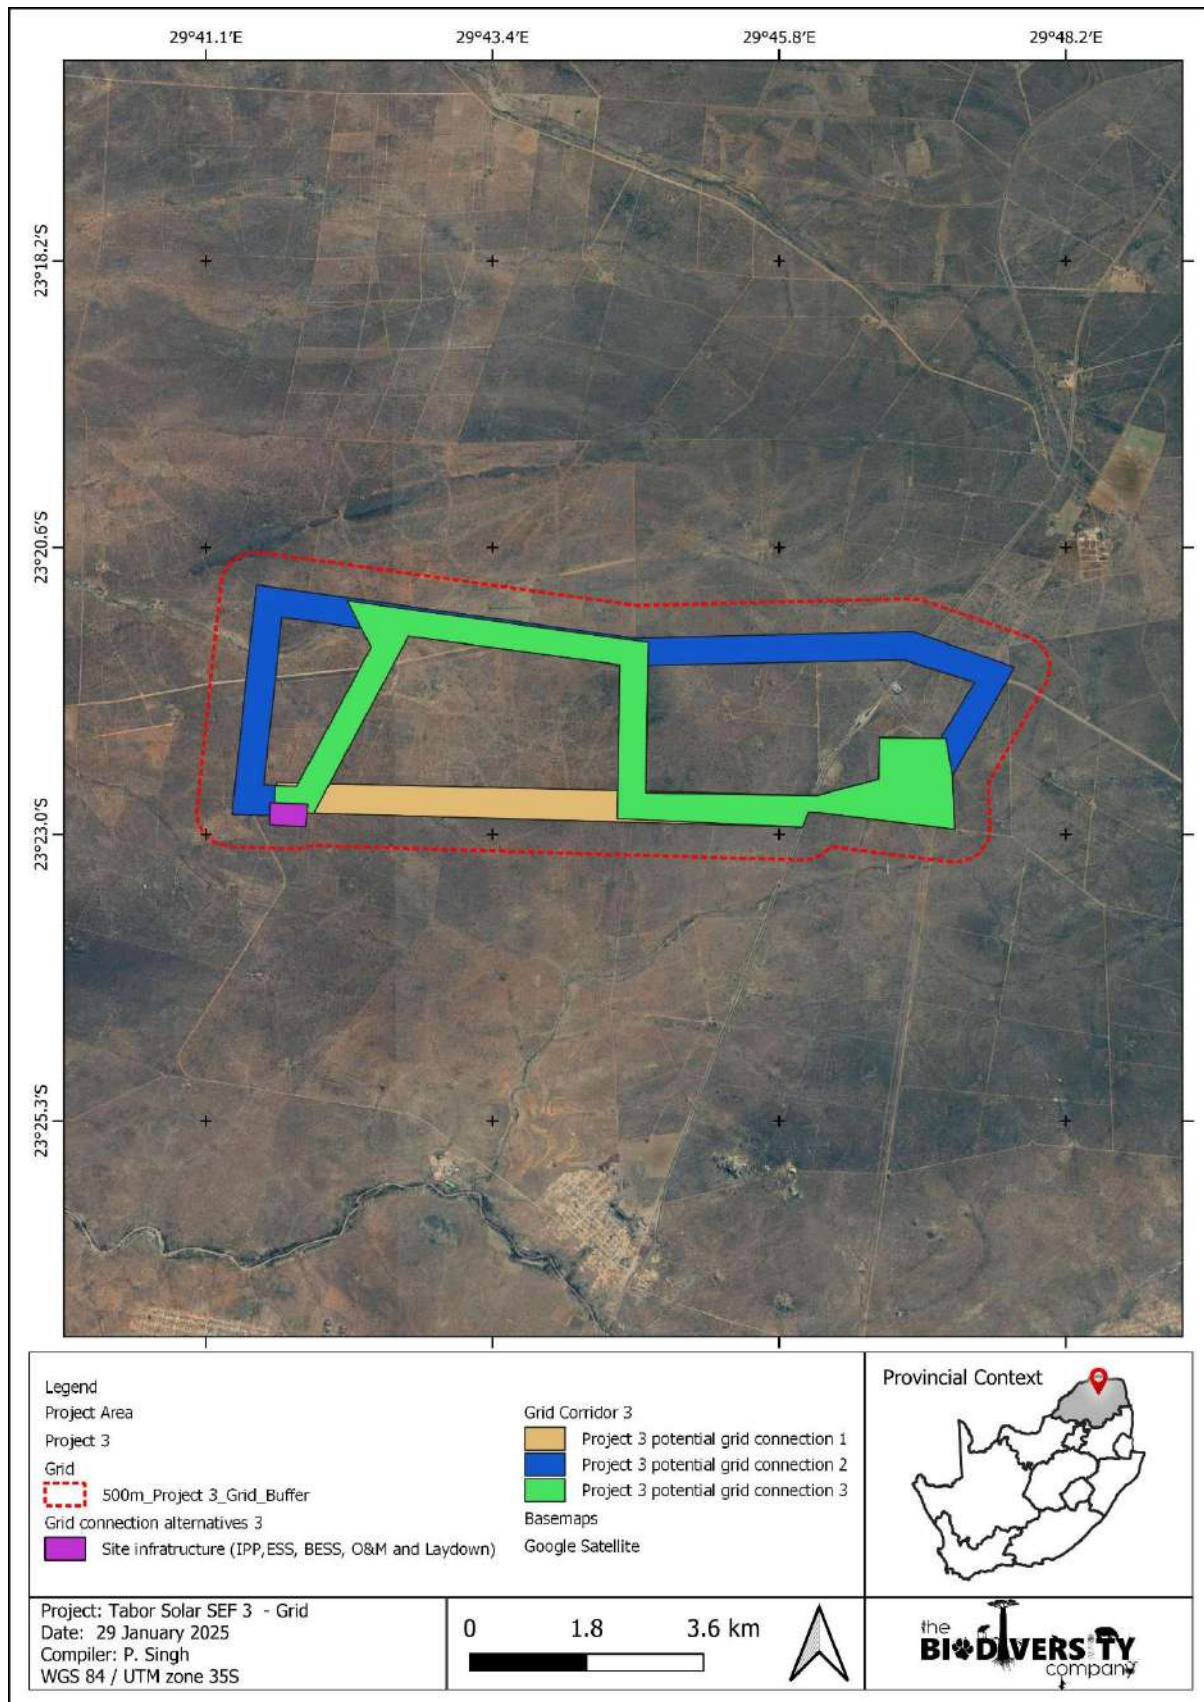 29°41.1′E 29°43.4′E 29°45.8′E 29°48.2′E
23°18.2′S
23°20.6′S
23°23.0′S
23°25.3′S
Legend
Project Area
Project 3
Grid
500m_Project 3_Grid_Buffer
Grid connection alternatives 3
Site infratructure (IPP,ESS, BESS, O&M and Laydown)
Grid Corridor 3
Project 3 potential grid connection 1
Project 3 potential grid connection 2
Project 3 potential grid connection 3
Basemaps
Google Satellite
Provincial Context
Project: Tabor Solar SEF 3 - Grid
Date: 29 January 2025
Compiler: P. Singh
WGS 84 / UTM zone 35S
0 1.8 3.6 km
the
BIODIVERSITY
company